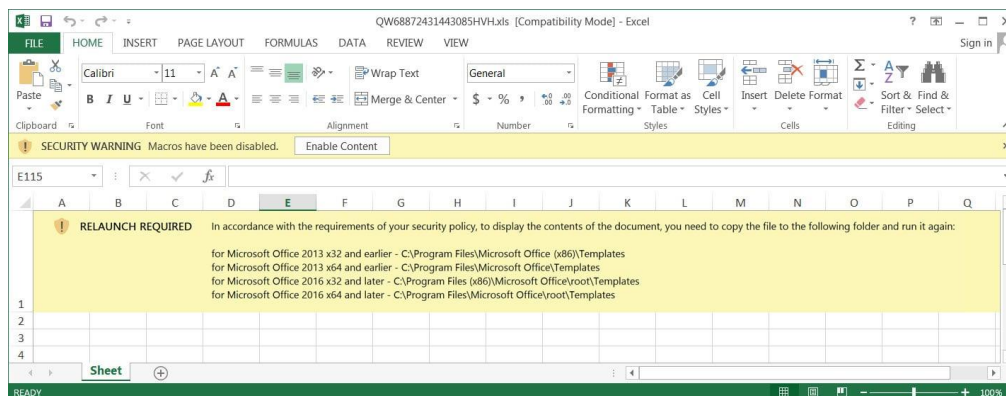 QW68872431443085HVH.xls [Compatibility Mode] - Excel
FILE HOME INSERT PAGE LAYOUT FORMULAS DATA REVIEW VIEW Sign in
Calibri 11 A A Wrap Text General
Paste B I U A Merge & Center $ % , Conditional Formatting Format as Table Cell Styles Insert Delete Format Σ Sort & Filter Find & Select
Clipboard Font Alignment Number Styles Cells Editing
SECURITY WARNING Macros have been disabled. Enable Content
E115 fx
A B C D E F G H I J K L M N O P Q
RELAUNCH REQUIRED In accordance with the requirements of your security policy, to display the contents of the document, you need to copy the file to the following folder and run it again:
for Microsoft Office 2013 x32 and earlier - C:\Program Files\Microsoft Office (x86)\Templates
for Microsoft Office 2013 x64 and earlier - C:\Program Files\Microsoft Office\Templates
for Microsoft Office 2016 x32 and later - C:\Program Files (x86)\Microsoft Office\root\Templates
for Microsoft Office 2016 x64 and later - C:\Program Files\Microsoft Office\root\Templates
1
2
3
4
Sheet
READY 100%